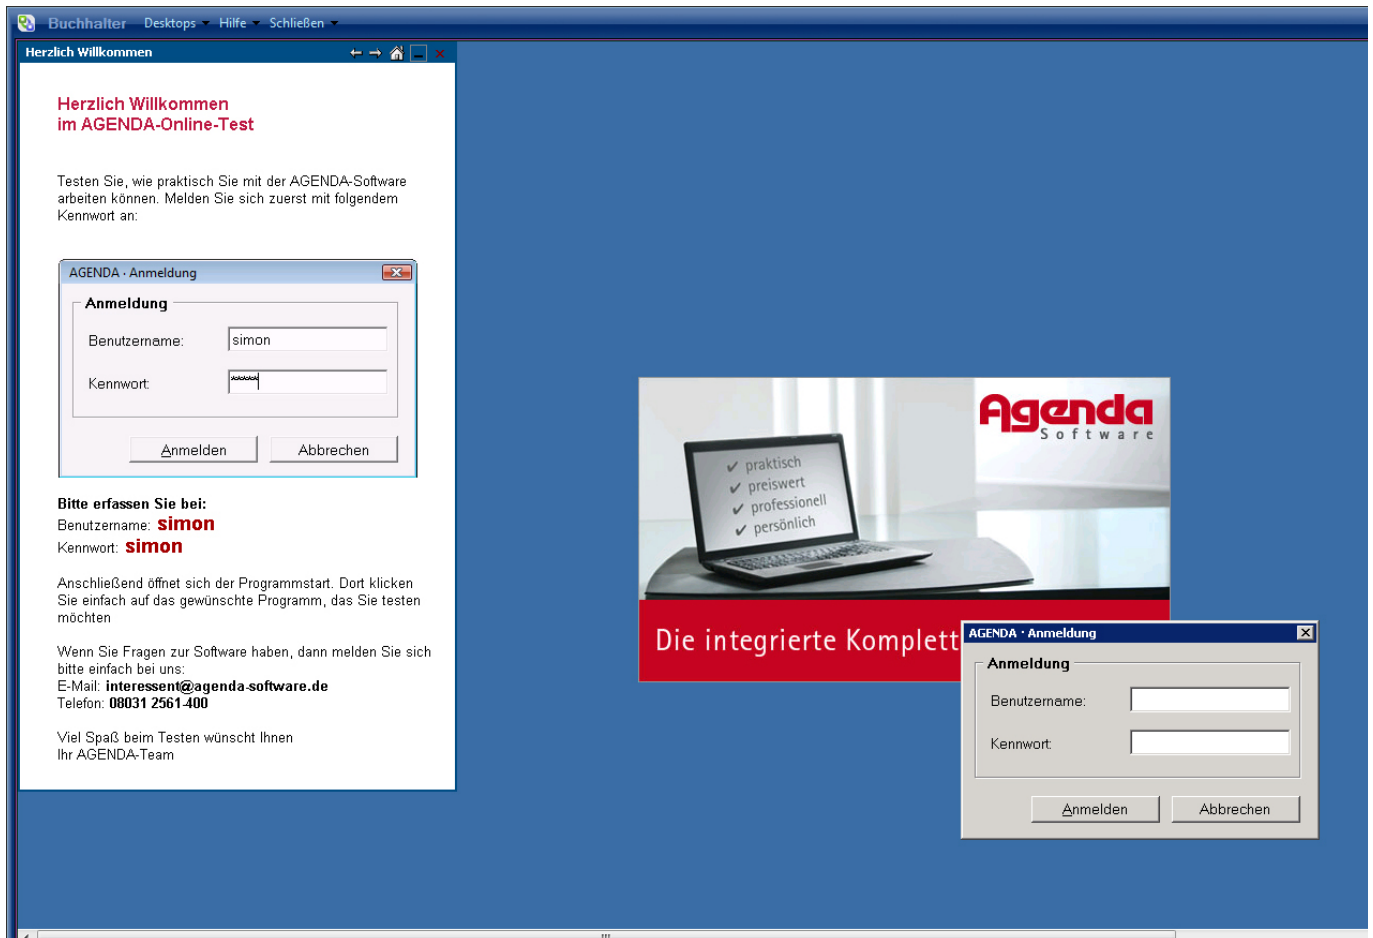 Buchhalter Desktops Hilfe Schließen
Herzlich Willkommen
Herzlich Willkommen
im AGENDA-Online-Test
Testen Sie, wie praktisch Sie mit der AGENDA-Software
arbeiten können. Melden Sie sich zuerst mit folgendem
Kennwort an:
AGENDA · Anmeldung
Anmeldung
Benutzername: simon
Kennwort: *****
Anmelden Abbrechen
Bitte erfassen Sie bei:
Benutzername: simon
Kennwort: simon
Anschließend öffnet sich der Programmstart. Dort klicken
Sie einfach auf das gewünschte Programm, das Sie testen
möchten
Wenn Sie Fragen zur Software haben, dann melden Sie sich
bitte einfach bei uns:
E-Mail: interessent@agenda-software.de
Telefon: 08031 2561-400
Viel Spaß beim Testen wünscht Ihnen
Ihr AGENDA-Team
Agenda
Software
✔ praktisch
✔ preiswert
✔ professionell
✔ persönlich
Die integrierte Komplett
AGENDA · Anmeldung
Anmeldung
Benutzername:
Kennwort:
Anmelden Abbrechen